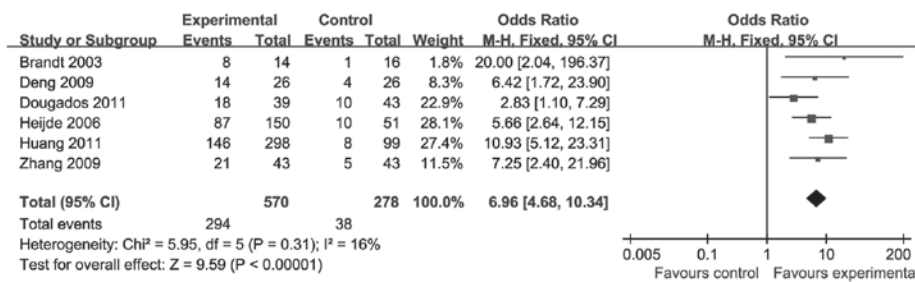 Experimental Control Odds Ratio Odds Ratio
Study or Subgroup Events Total Events Total Weight M-H, Fixed, 95% CI M-H, Fixed, 95% CI
Brandt 2003 8 14 1 16 1.8% 20.00 [2.04, 196.37]
Deng 2009 14 26 4 26 8.3% 6.42 [1.72, 23.90]
Dougados 2011 18 39 10 43 22.9% 2.83 [1.10, 7.29]
Heijde 2006 87 150 10 51 28.1% 5.66 [2.64, 12.15]
Huang 2011 146 298 8 99 27.4% 10.93 [5.12, 23.31]
Zhang 2009 21 43 5 43 11.5% 7.25 [2.40, 21.96]
Total (95% CI) 570 278 100.0% 6.96 [4.68, 10.34]
Total events 294 38
Heterogeneity: Chi² = 5.95, df = 5 (P = 0.31); I² = 16%
Test for overall effect: Z = 9.59 (P < 0.00001)
0.005 0.1 1 10 200
Favours control Favours experimenta